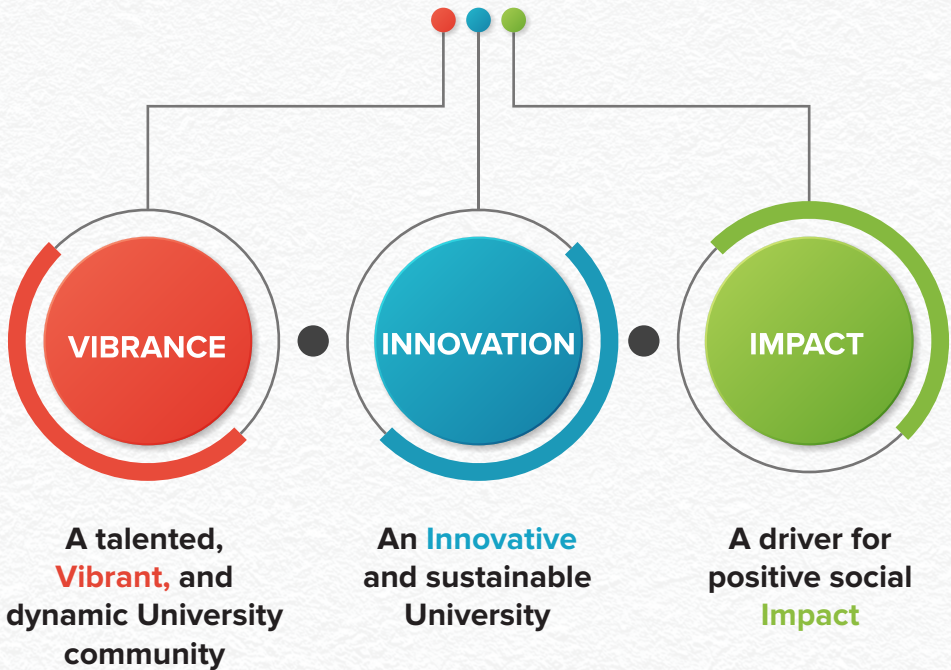 VIBRANCE
INNOVATION
IMPACT
A talented,
Vibrant, and
dynamic University
community
An Innovative
and sustainable
University
A driver for
positive social
Impact